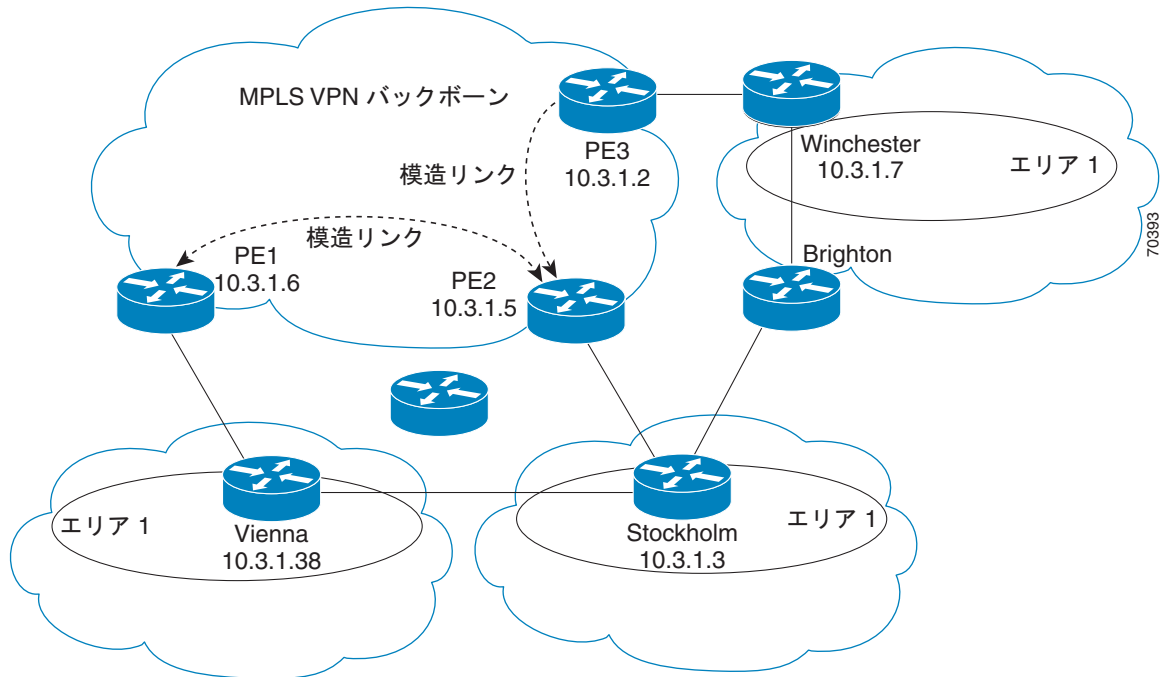 MPLS VPN バックボーン
PE3
10.3.1.2
Winchester
10.3.1.7
エリア 1
模造リンク
模造リンク
PE1
10.3.1.6
PE2
10.3.1.5
Brighton
70393
エリア 1
Vienna
10.3.1.38
Stockholm
10.3.1.3
エリア 1